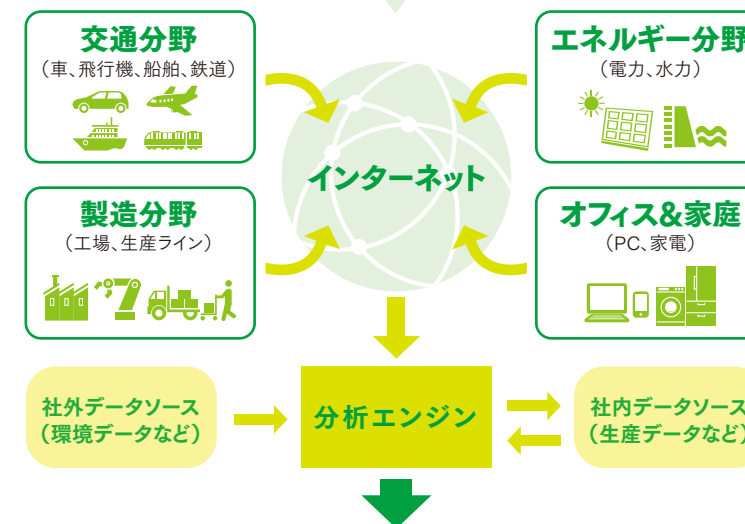 交通分野
（車、飛行機、船舶、鉄道）
エネルギー分野
（電力、水力）
インターネット
製造分野
（工場、生産ライン）
オフィス&家庭
（PC、家電）
社外データソース
（環境データなど）
分析エンジン
社内データソース
（生産データなど）